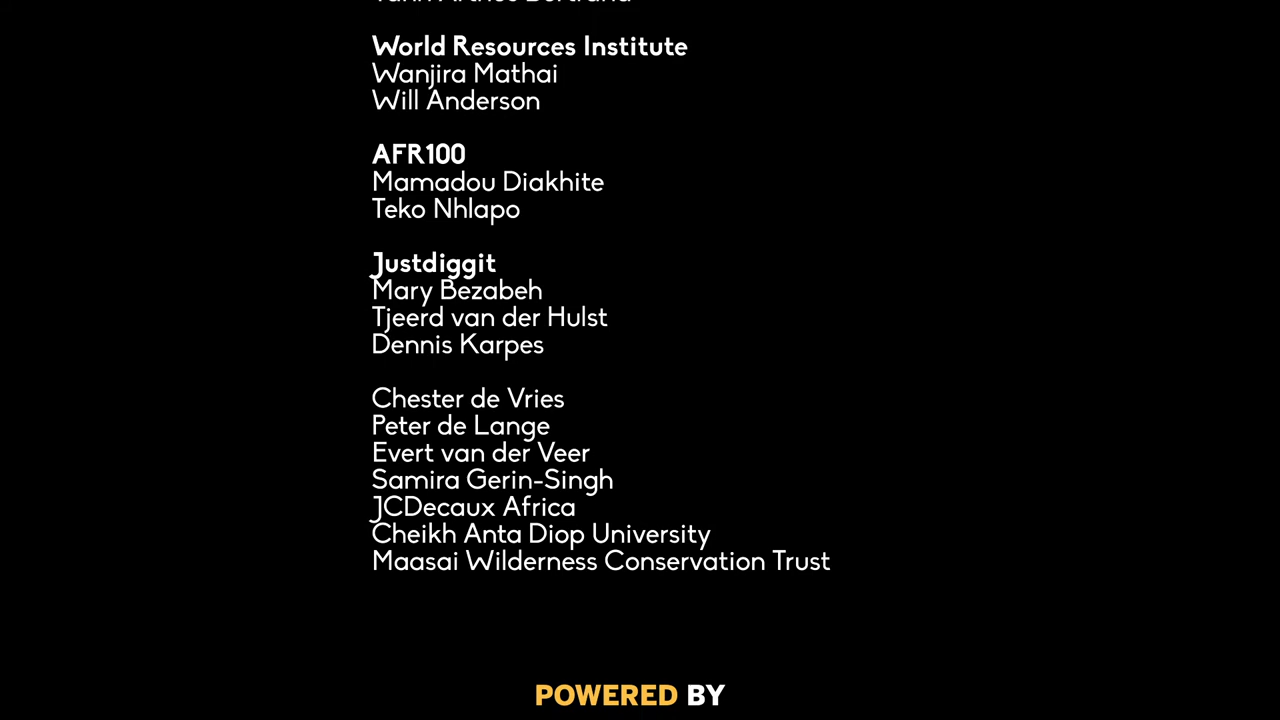 World Resources Institute
Wanjira Mathai
Will Anderson
AFR100
Mamadou Diakhite
Teko Nhlapo
Justdiggit
Mary Bezabeh
Tjeerd van der Hulst
Dennis Karpes
Chester de Vries
Peter de Lange
Evert van der Veer
Samira Gerin-Singh
JCDecaux Africa
Cheikh Anta Diop University
Maasai Wilderness Conservation Trust
POWERED BY